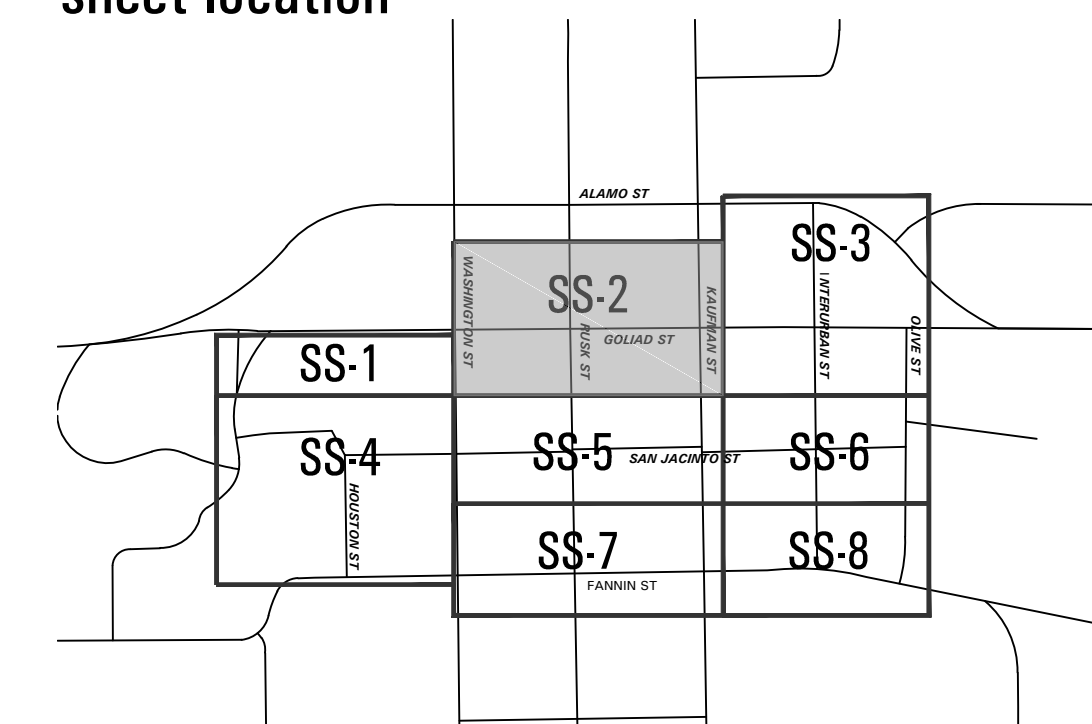 sheet location
ALAMO ST
SS-3
WASHINGTON ST
SS-2
KAUFMAN ST
INTERURBAN ST
OLIVE ST
RUSK ST
GOLIAD ST
SS-1
SS-4
SS-5
SAN JACINTO ST
SS-6
HOUSTON ST
SS-7
SS-8
FANNIN ST